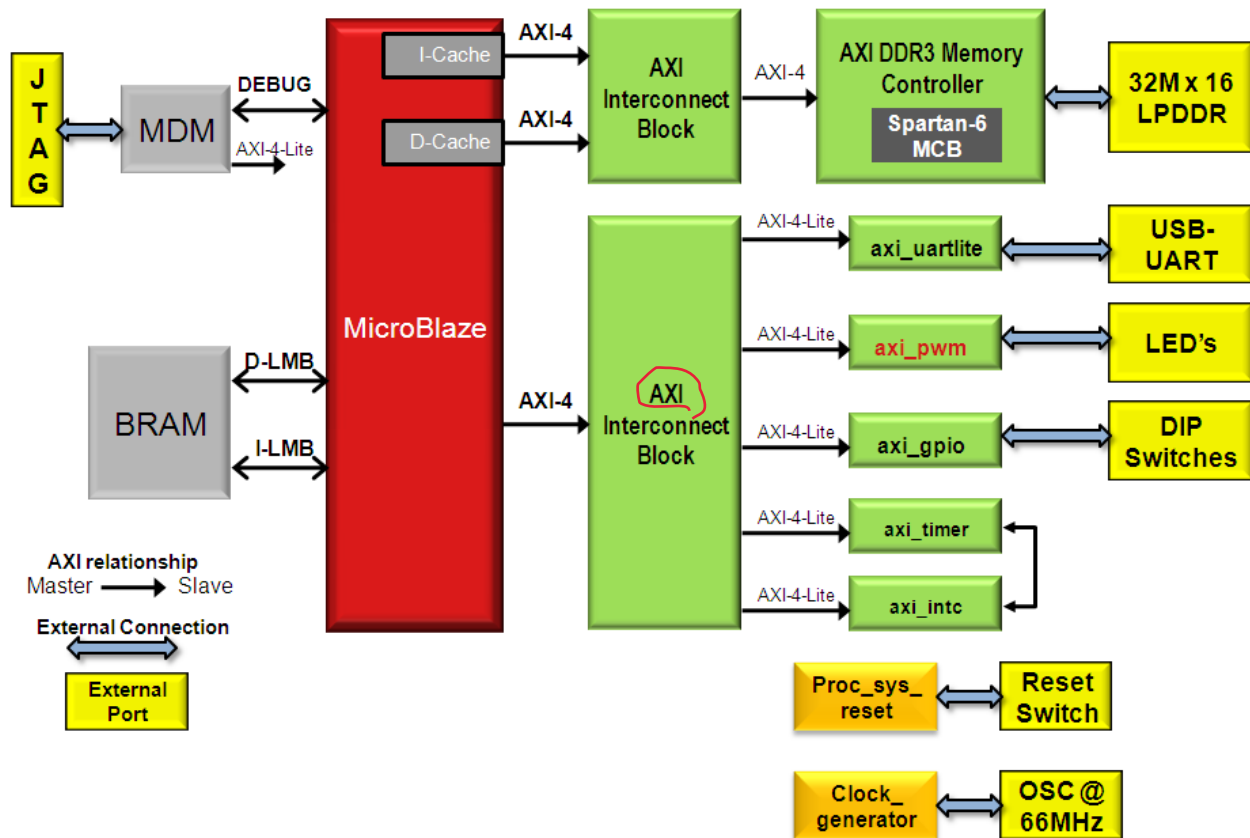 J
T
A
G
MDM
DEBUG
AXI-4-Lite
I-Cache
D-Cache
MicroBlaze
AXI-4
AXI-4
AXI
Interconnect
Block
AXI-4
AXI DDR3 Memory
Controller
Spartan-6
MCB
32M x 16
LPDDR
BRAM
D-LMB
I-LMB
AXI-4
AXI
Interconnect
Block
AXI-4-Lite
axi_uartlite
USB-
UART
AXI-4-Lite
axi_pwm
LED's
AXI-4-Lite
axi_gpio
DIP
Switches
AXI-4-Lite
axi_timer
AXI-4-Lite
axi_intc
AXI relationship
Master Slave
External Connection
External
Port
Proc_sys_
reset
Reset
Switch
Clock_
generator
OSC @
66MHz